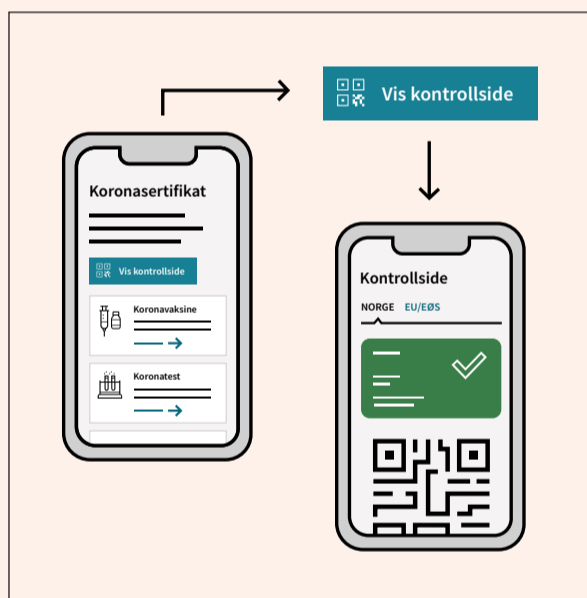 Vis kontrollside
Koronasertifikat
Vis kontrollside
Koronavaksine
Koronatest
Kontrollside
NORGE EU/EØS